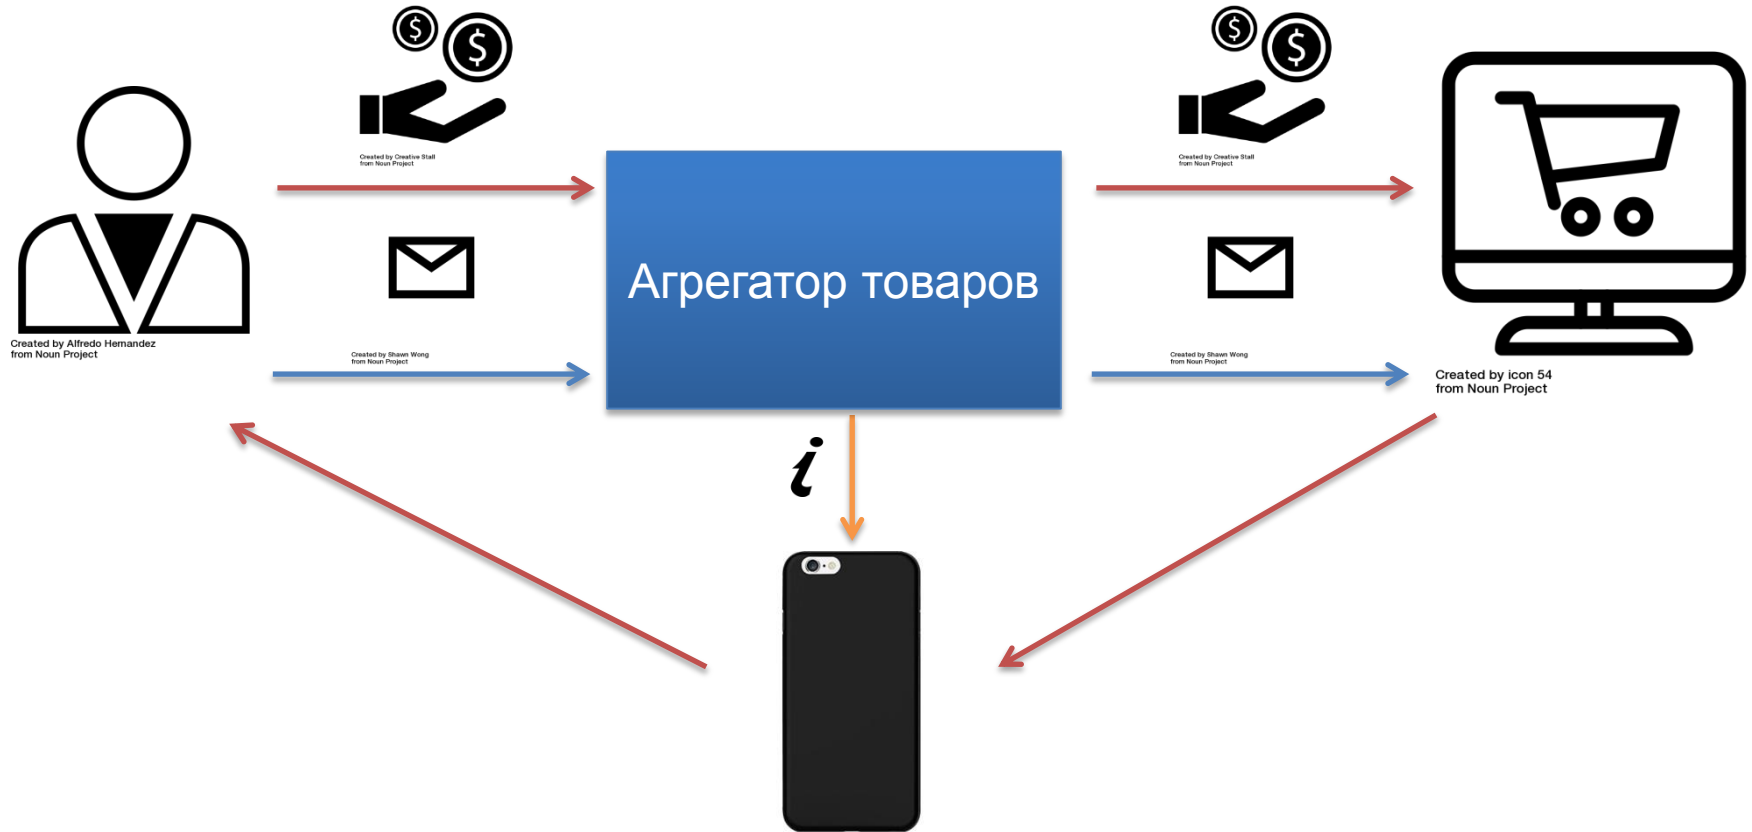 $
$
$
$
Created by Creative Stall
from Noun Project
Created by Creative Stall
from Noun Project
Агрегатор товаров
Created by Alfredo Hernandez
from Noun Project
Created by Shawn Wong
from Noun Project
Created by Shawn Wong
from Noun Project
Created by icon 54
from Noun Project
i